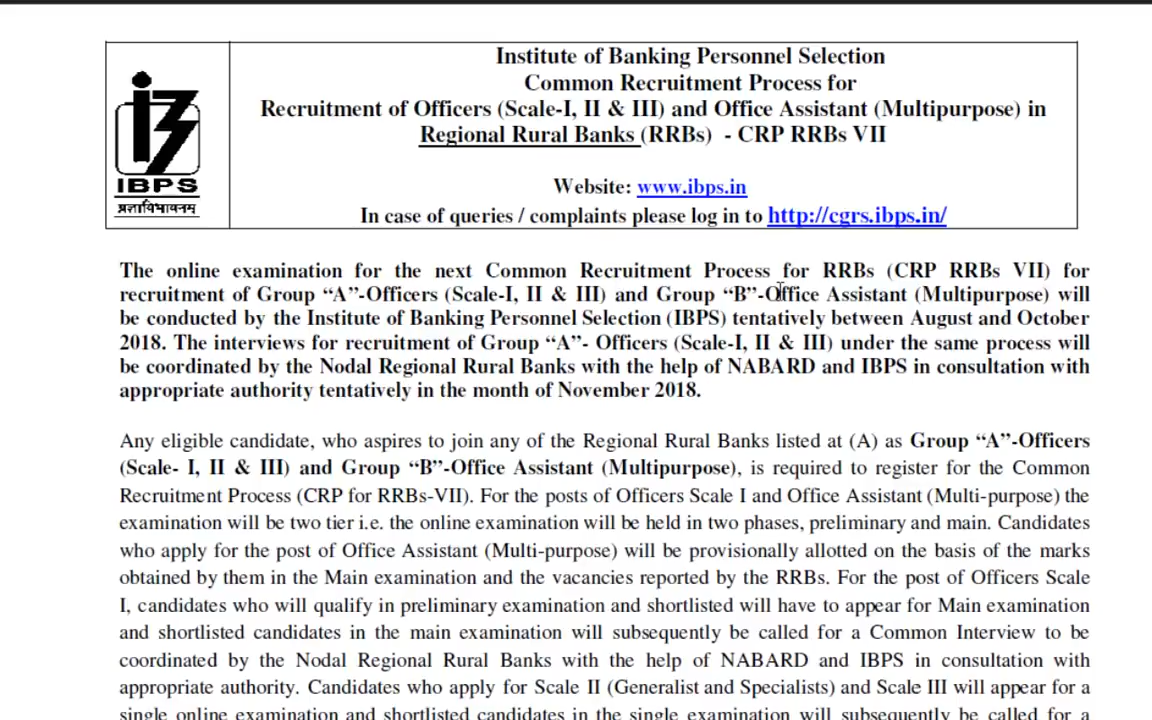 Institute of Banking Personnel Selection
Common Recruitment Process for
Recruitment of Officers (Scale-I, II & III) and Office Assistant (Multipurpose) in
Regional Rural Banks (RRBs) - CRP RRBs VII
IBPS
प्रज्ञाविभावनम्
Website: www.ibps.in
In case of queries / complaints please log in to http://cgrs.ibps.in/
The online examination for the next Common Recruitment Process for RRBs (CRP RRBs VII) for
recruitment of Group “A”-Officers (Scale-I, II & III) and Group “B”-Office Assistant (Multipurpose) will
be conducted by the Institute of Banking Personnel Selection (IBPS) tentatively between August and October
2018. The interviews for recruitment of Group “A”- Officers (Scale-I, II & III) under the same process will
be coordinated by the Nodal Regional Rural Banks with the help of NABARD and IBPS in consultation with
appropriate authority tentatively in the month of November 2018.
Any eligible candidate, who aspires to join any of the Regional Rural Banks listed at (A) as Group “A”-Officers
(Scale- I, II & III) and Group “B”-Office Assistant (Multipurpose), is required to register for the Common
Recruitment Process (CRP for RRBs-VII). For the posts of Officers Scale I and Office Assistant (Multi-purpose) the
examination will be two tier i.e. the online examination will be held in two phases, preliminary and main. Candidates
who apply for the post of Office Assistant (Multi-purpose) will be provisionally allotted on the basis of the marks
obtained by them in the Main examination and the vacancies reported by the RRBs. For the post of Officers Scale
I, candidates who will qualify in preliminary examination and shortlisted will have to appear for Main examination
and shortlisted candidates in the main examination will subsequently be called for a Common Interview to be
coordinated by the Nodal Regional Rural Banks with the help of NABARD and IBPS in consultation with
appropriate authority. Candidates who apply for Scale II (Generalist and Specialists) and Scale III will appear for a
single online examination and shortlisted candidates in the single examination will subsequently be called for a